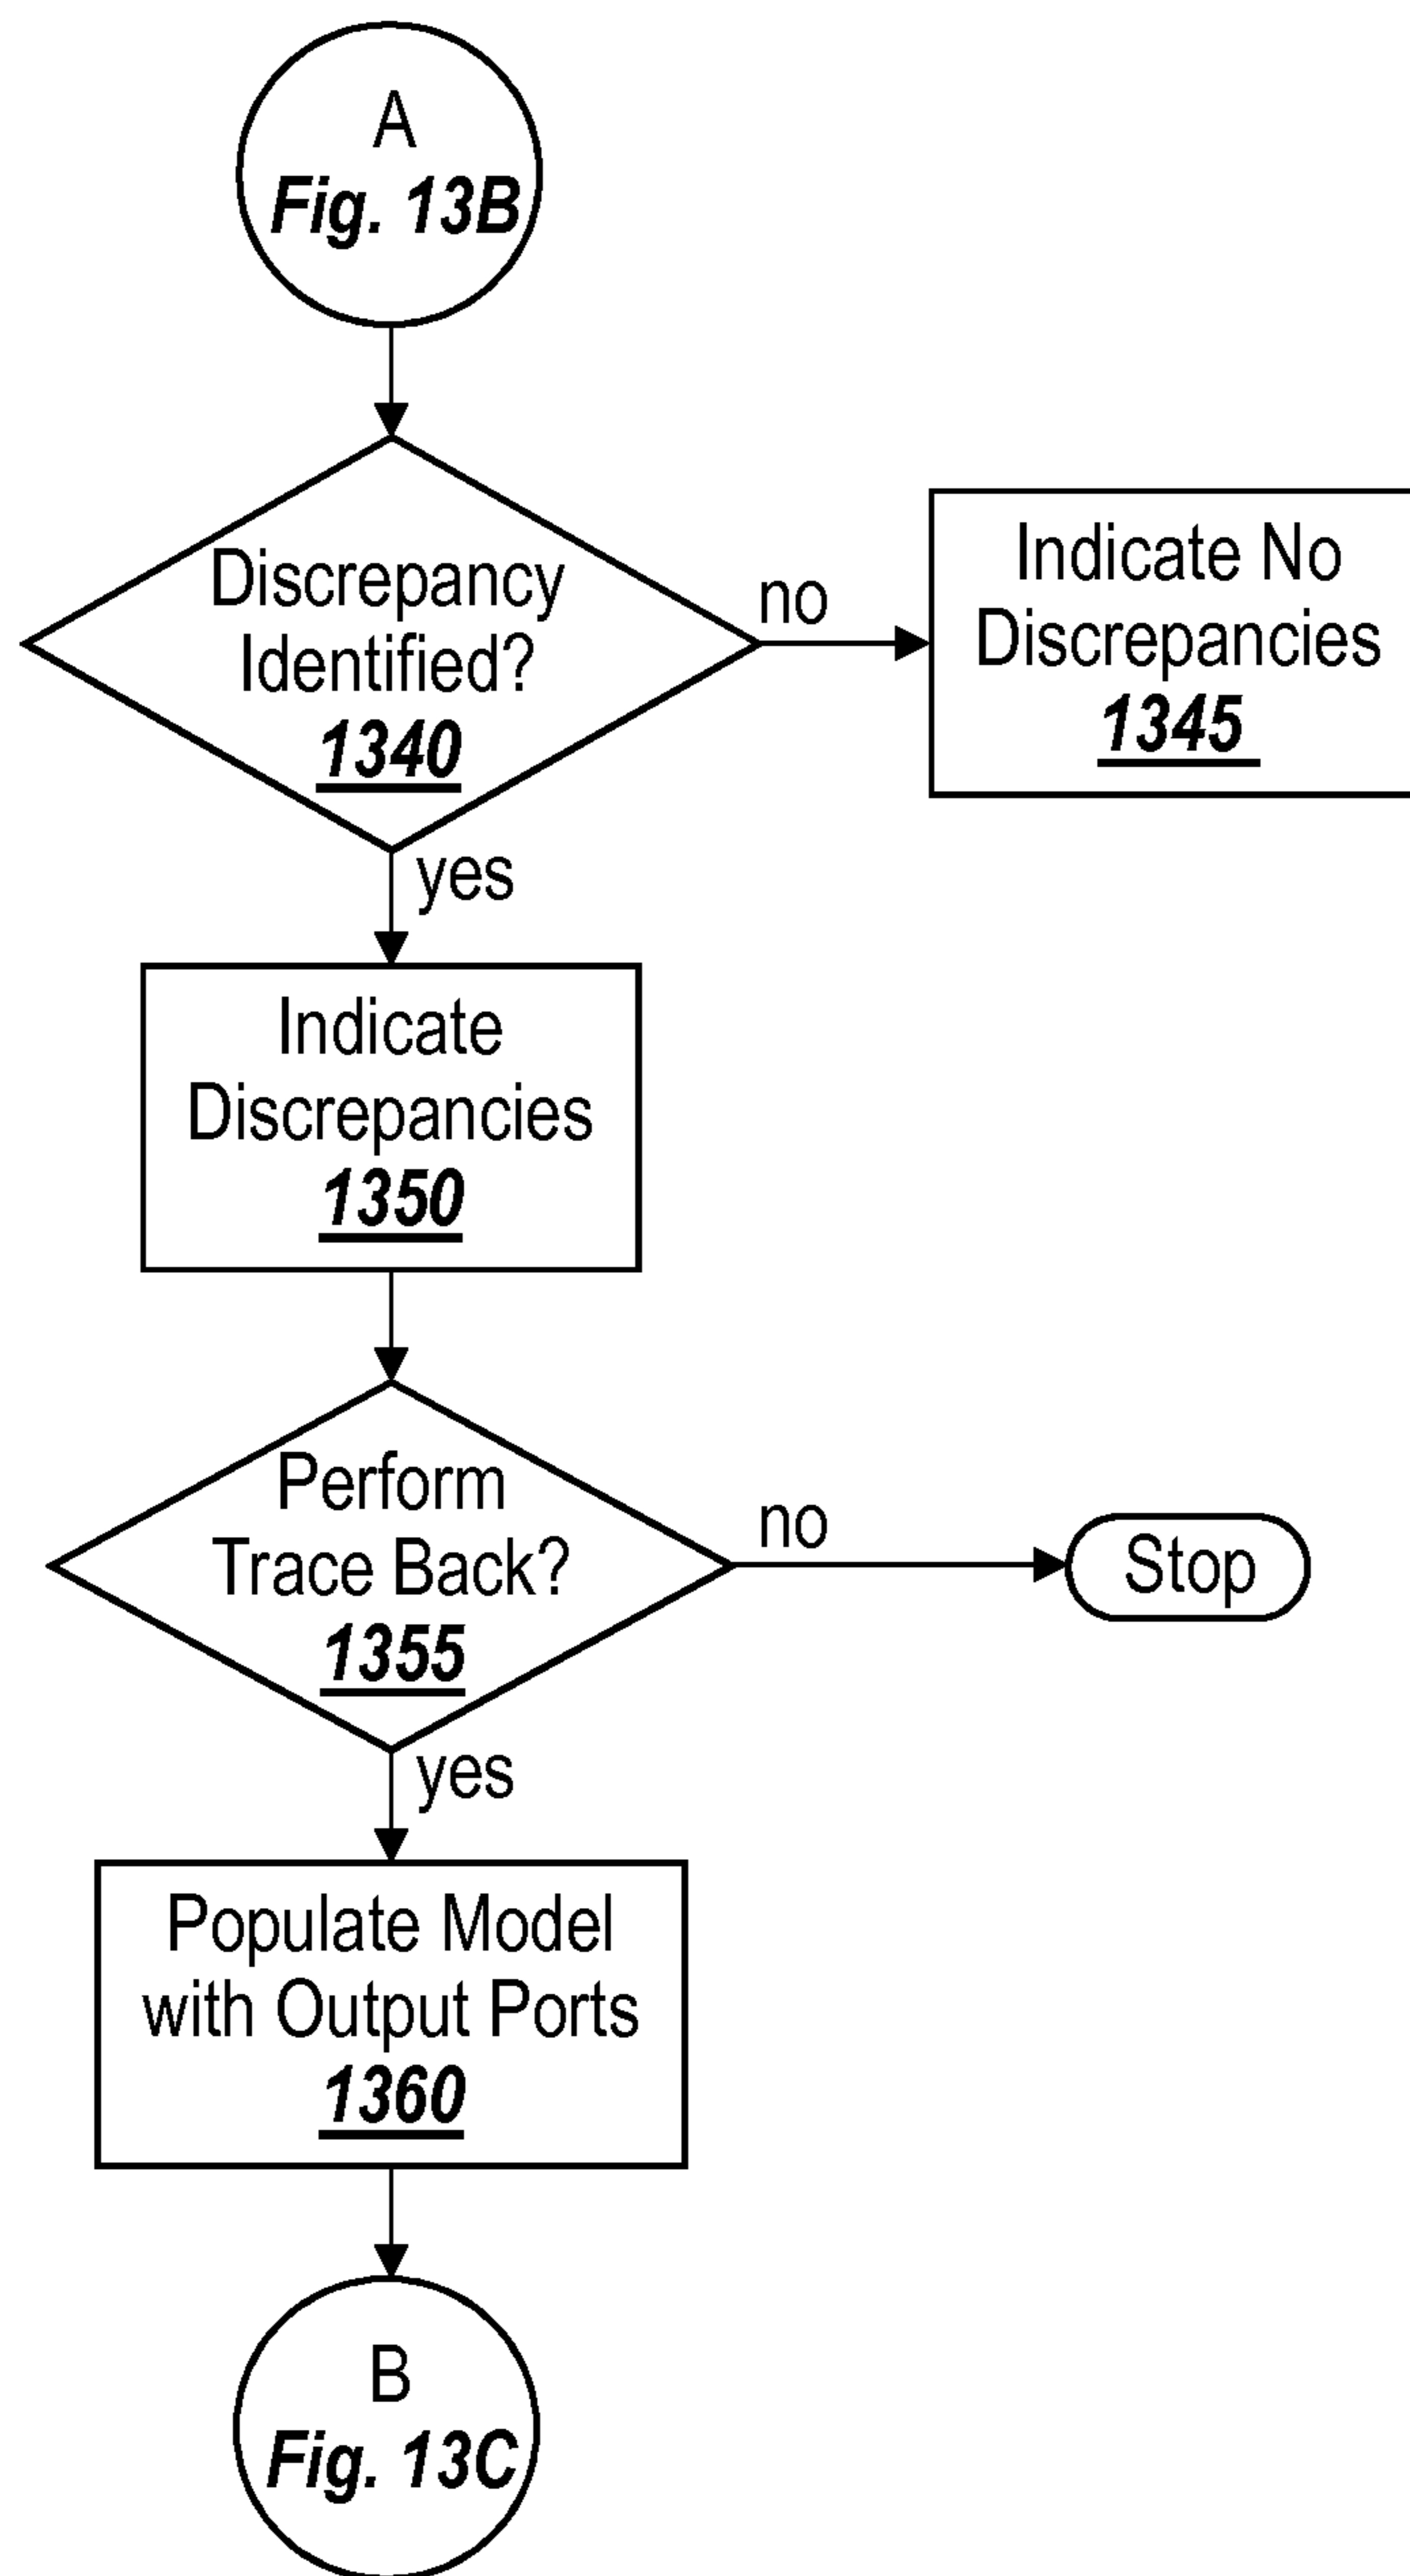 A
Fig. 13B
Discrepancy
Identified?
1340
no
Indicate No
Discrepancies
1345
yes
Indicate
Discrepancies
1350
Perform
Trace Back?
1355
no
Stop
yes
Populate Model
with Output Ports
1360
B
Fig. 13C